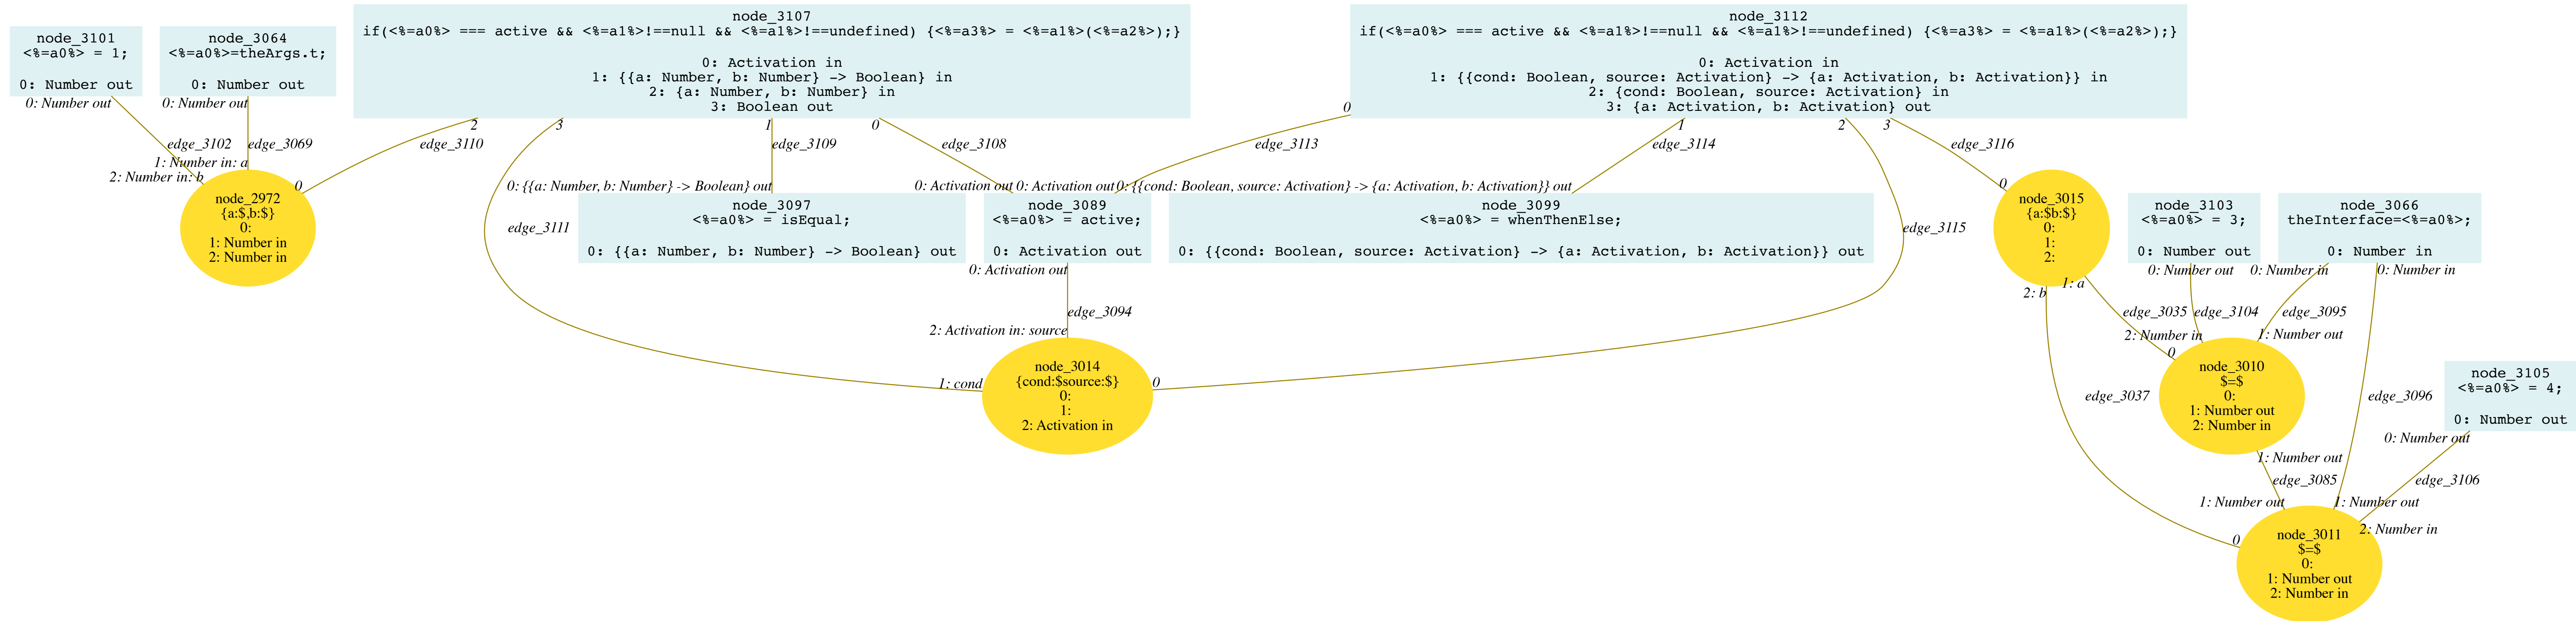 node_3101
<%=a0%> = 1;
0: Number out
node_3064
<%=a0%>=theArgs.t;
0: Number out
node_3107
if(<%=a0%> === active && <%=a1%>!==null && <%=a1%>!==undefined) {<%=a3%> = <%=a1%>(<%=a2%>);}
0: Activation in
1: {{a: Number, b: Number} -> Boolean} in
2: {a: Number, b: Number} in
3: Boolean out
node_3112
if(<%=a0%> === active && <%=a1%>!==null && <%=a1%>!==undefined) {<%=a3%> = <%=a1%>(<%=a2%>);}
0: Activation in
1: {{cond: Boolean, source: Activation} -> {a: Activation, b: Activation}} in
2: {cond: Boolean, source: Activation} in
3: {a: Activation, b: Activation} out
0: Number out
0: Number out
2
3
1
0
0
1
2
3
edge_3102
edge_3069
edge_3110
edge_3109
edge_3108
edge_3113
edge_3114
edge_3116
1: Number in: a
2: Number in: b
0
0: {{a: Number, b: Number} -> Boolean} out
0: Activation out
0: Activation out
0: {{cond: Boolean, source: Activation} -> {a: Activation, b: Activation}} out
0
node_2972
{a:$,b:$}
0:
1: Number in
2: Number in
edge_3111
node_3097
<%=a0%> = isEqual;
0: {{a: Number, b: Number} -> Boolean} out
node_3089
<%=a0%> = active;
0: Activation out
node_3099
<%=a0%> = whenThenElse;
0: {{cond: Boolean, source: Activation} -> {a: Activation, b: Activation}} out
edge_3115
node_3015
{a:$b:$}
0:
1:
2:
node_3103
<%=a0%> = 3;
0: Number out
node_3066
theInterface=<%=a0%>;
0: Number in
0: Activation out
2: b
1: a
0: Number out
0: Number in
0: Number in
edge_3094
edge_3035
edge_3104
edge_3095
2: Activation in: source
2: Number in
1: Number out
0
1: cond
node_3014
{cond:$source:$}
0:
1:
2: Activation in
0
edge_3037
node_3010
$=$
0:
1: Number out
2: Number in
edge_3096
node_3105
<%=a0%> = 4;
0: Number out
0: Number out
1: Number out
edge_3085
edge_3106
1: Number out
1: Number out
2: Number in
0
node_3011
$=$
0:
1: Number out
2: Number in